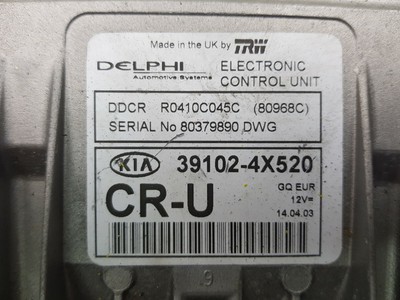 Made in the UK by TRW
DELPHI
Automotive Systems
ELECTRONIC
CONTROL UNIT
DDCR R0410C045C (80968C)
SERIAL No 80379890 DWG
KIA 39102-4X520
CR-U
GQ EUR
12V=
14.04.03
9